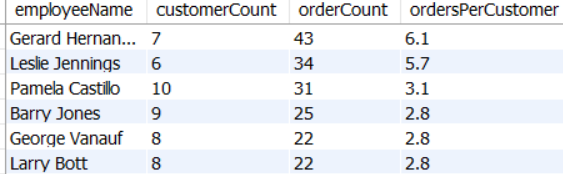 employeeName customerCount orderCount ordersPerCustomer
Gerard Hernan... 7 43 6.1
Leslie Jennings 6 34 5.7
Pamela Castillo 10 31 3.1
Barry Jones 9 25 2.8
George Vanauf 8 22 2.8
Larry Bott 8 22 2.8